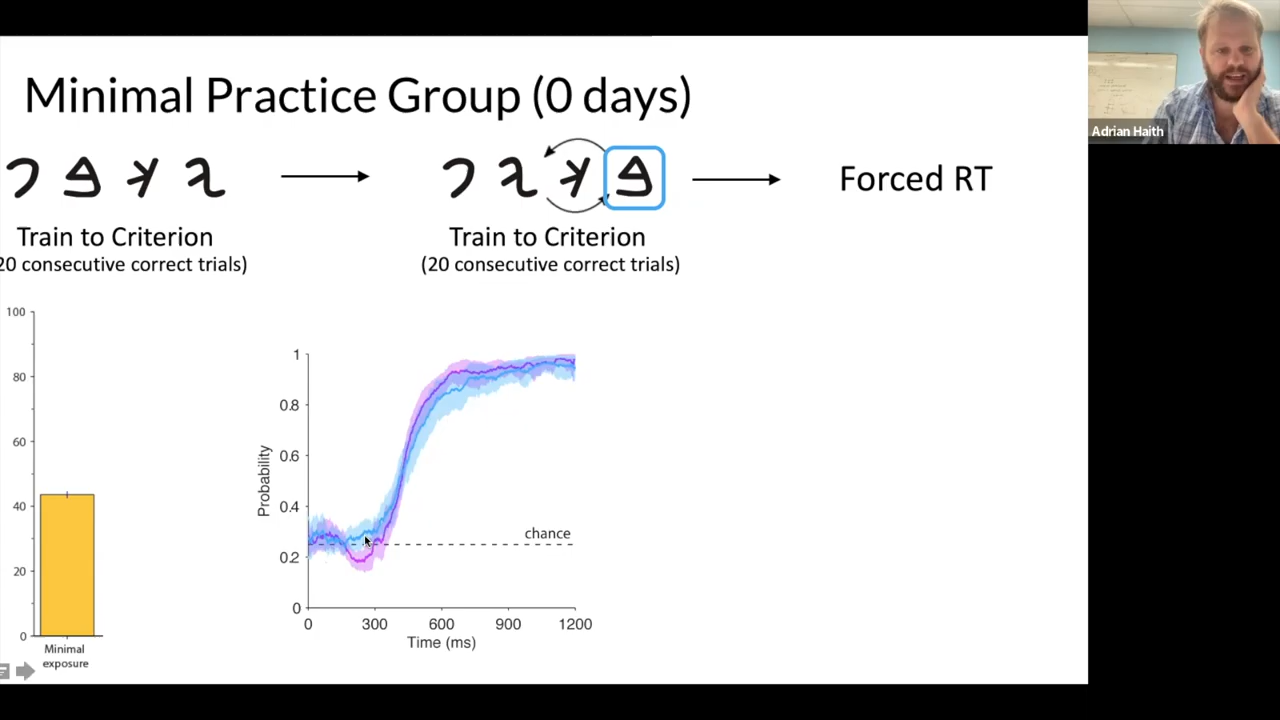 Minimal Practice Group (0 days)
Forced RT
Train to Criterion
20 consecutive correct trials)
Train to Criterion
(20 consecutive correct trials)
Adrian Haith
100
80
60
40
20
0
Minimal
exposure
Probability
1
0.8
0.6
0.4
0.2
0
chance
0
300
600
900
1200
Time (ms)